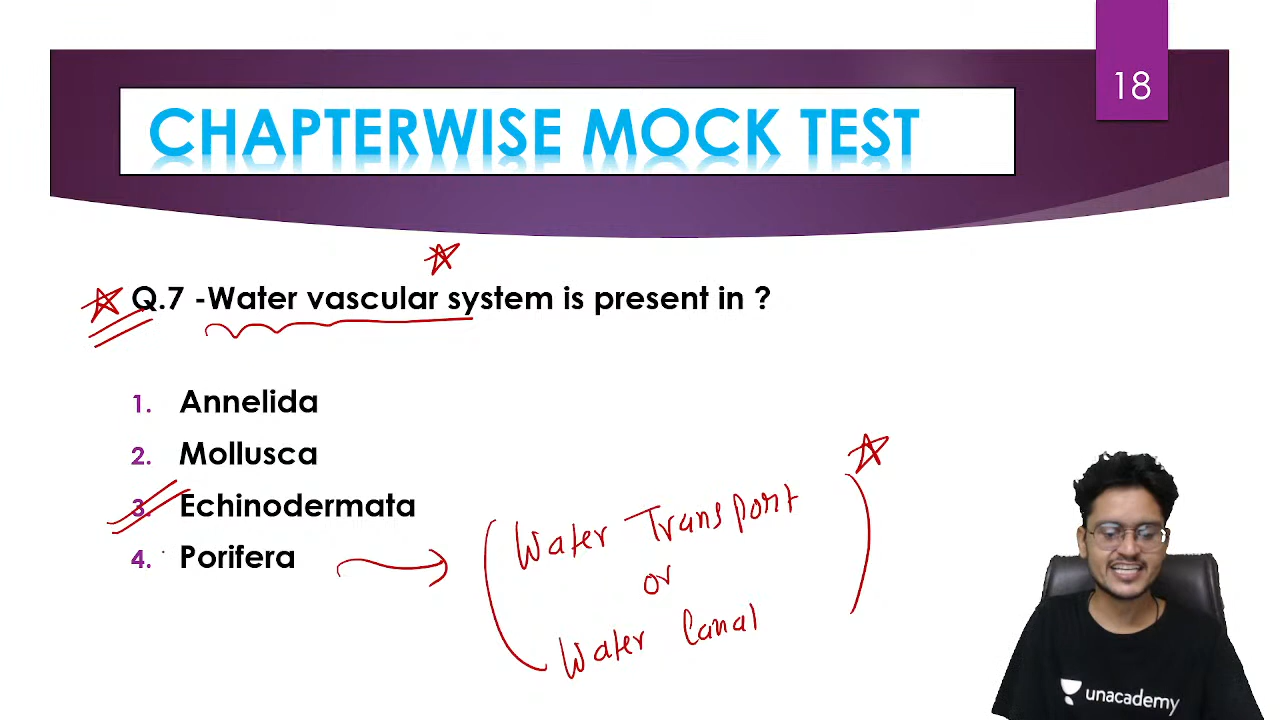 18
CHAPTERWISE MOCK TEST
Q.7 -Water vascular system is present in ?
1. Annelida
2. Mollusca
3. Echinodermata
4. Porifera
Water Transport
or
Water Canal
unacademy